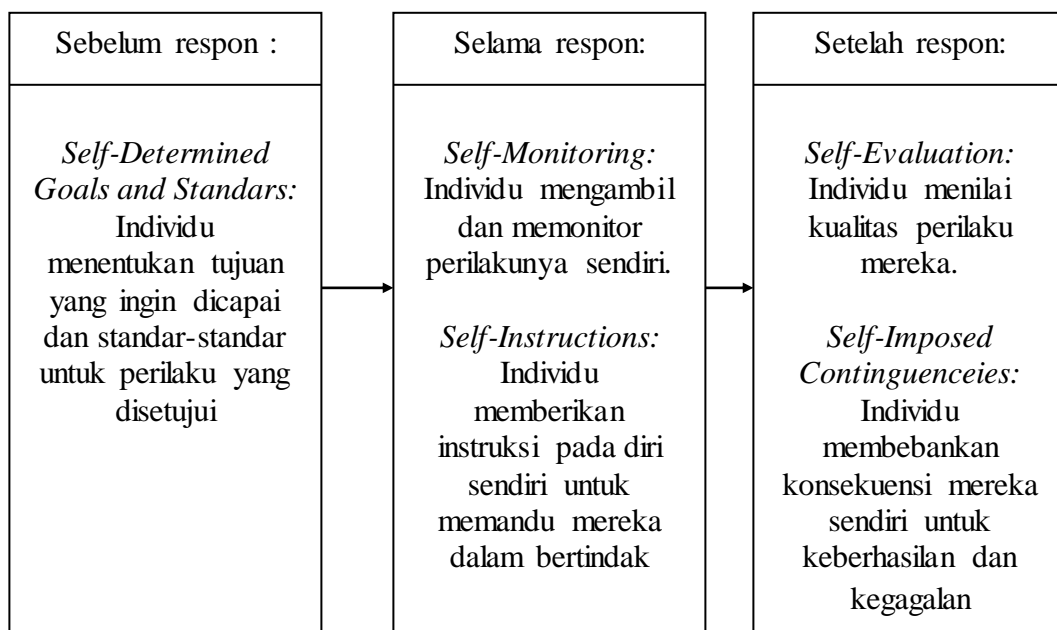 Sebelum respon :
Self-Determined
Goals and Standars:
Individu
menentukan tujuan
yang ingin dicapai
dan standar-standar
untuk perilaku yang
disetujui
Selama respon:
Self-Monitoring:
Individu mengambil
dan memonitor
perilakunya sendiri.
Self-Instructions:
Individu
memberikan
instruksi pada diri
sendiri untuk
memandu mereka
dalam bertindak
Setelah respon:
Self-Evaluation:
Individu menilai
kualitas perilaku
mereka.
Self-Imposed
Continguenceies:
Individu
membebankan
konsekuensi mereka
sendiri untuk
keberhasilan dan
kegagalan